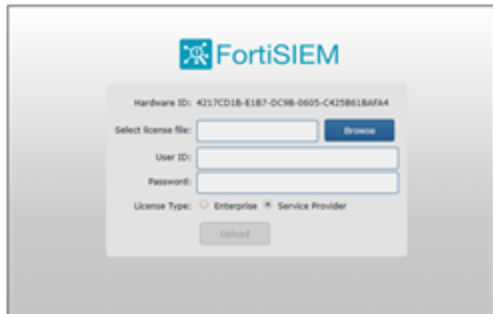 FortiSIEM
Hardware ID: 4217CD1B-E1B7-DC9B-0605-C425B61BAFA4
Select license file: Browse
User ID:
Password:
License Type: Enterprise Service Provider
Upload